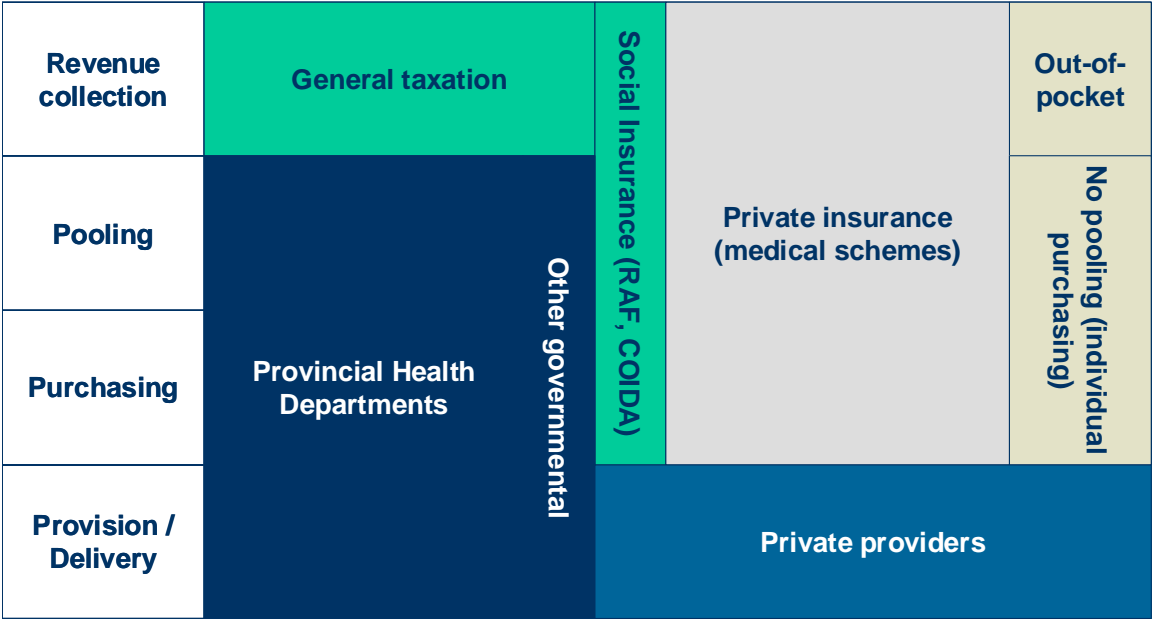 Revenue
collection
General taxation
Social Insurance (RAF, COIDA)
Private insurance
(medical schemes)
Out-of-
pocket
Pooling
No pooling (individual
purchasing)
Purchasing
Provincial Health
Departments
Other governmental
Provision /
Delivery
Private providers